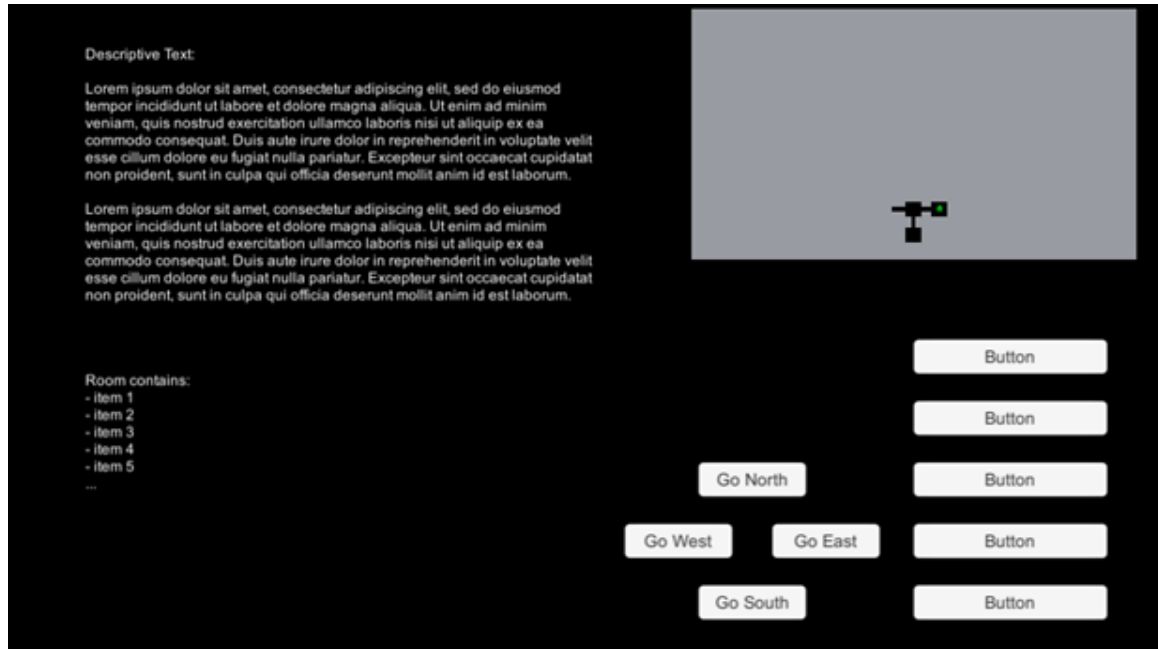 Descriptive Text:
Lorem ipsum dolor sit amet, consectetur adipiscing elit, sed do eiusmod
tempor incididunt ut labore et dolore magna aliqua. Ut enim ad minim
veniam, quis nostrud exercitation ullamco laboris nisi ut aliquip ex ea
commodo consequat. Duis aute irure dolor in reprehenderit in voluptate velit
esse cillum dolore eu fugiat nulla pariatur. Excepteur sint occaecat cupidatat
non proident, sunt in culpa qui officia deserunt mollit anim id est laborum.
Lorem ipsum dolor sit amet, consectetur adipiscing elit, sed do eiusmod
tempor incididunt ut labore et dolore magna aliqua. Ut enim ad minim
veniam, quis nostrud exercitation ullamco laboris nisi ut aliquip ex ea
commodo consequat. Duis aute irure dolor in reprehenderit in voluptate velit
esse cillum dolore eu fugiat nulla pariatur. Excepteur sint occaecat cupidatat
non proident, sunt in culpa qui officia deserunt mollit anim id est laborum.
Room contains:
- item 1
- item 2
- item 3
- item 4
- item 5
...
Button
Button
Go North
Button
Go West
Go East
Button
Go South
Button